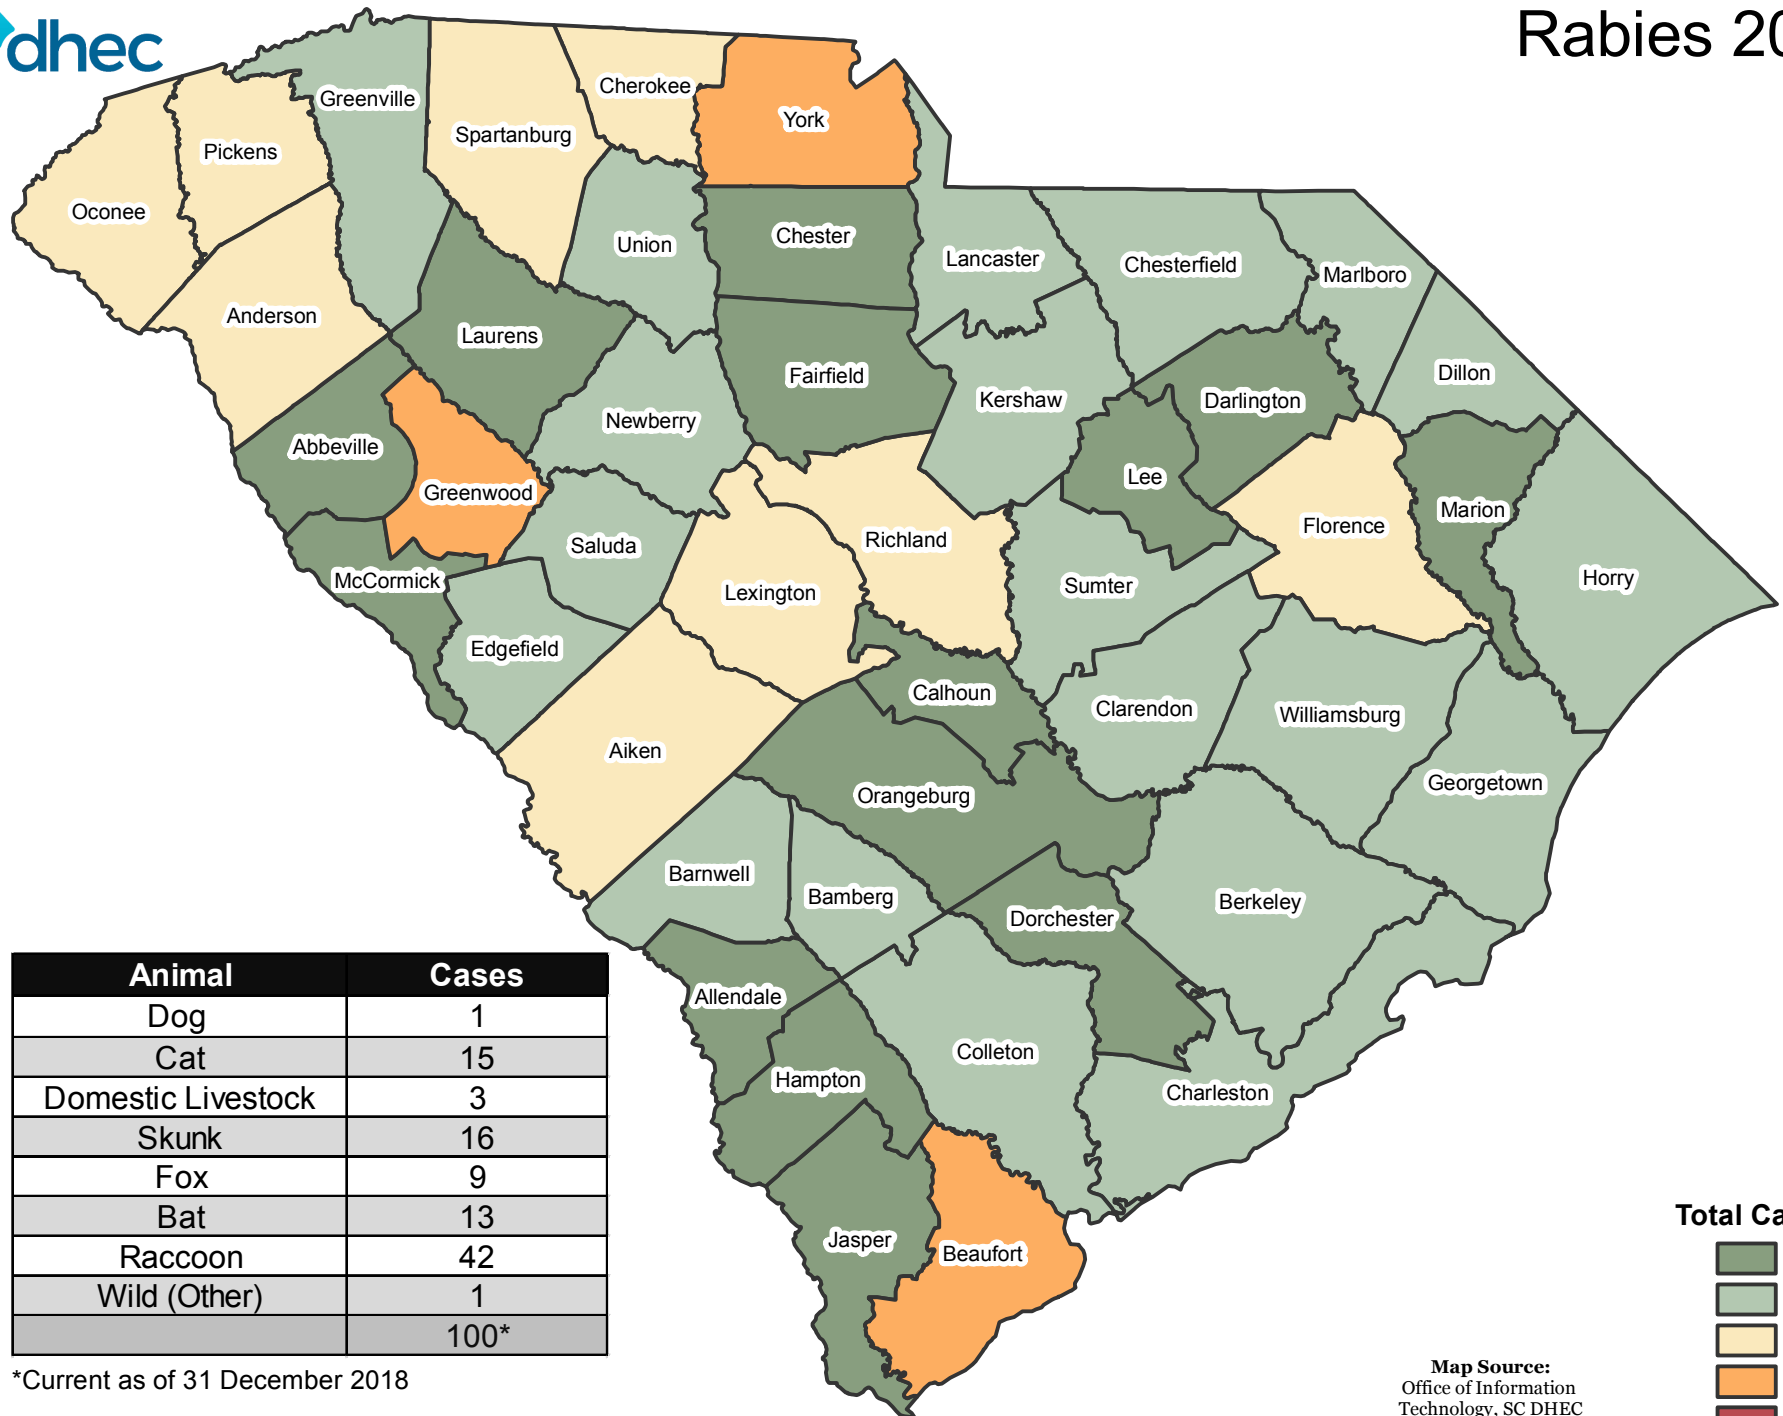 dhec
Rabies 20
Cherokee
Greenville
York
Spartanburg
Pickens
Oconee
Union
Chester
Lancaster
Chesterfield
Marlboro
Anderson
Laurens
Fairfield
Dillon
Kershaw
Darlington
Newberry
Abbeville
Lee
Greenwood
Marion
Florence
Richland
Saluda
McCormick
Horry
Sumter
Lexington
Edgefield
Calhoun
Clarendon
Williamsburg
Aiken
Georgetown
Orangeburg
Barnwell
Bamberg
Berkeley
Dorchester
Allendale
Colleton
Hampton
Charleston
Jasper
Beaufort
Animal Cases
Dog 1
Cat 15
Domestic Livestock 3
Skunk 16
Fox 9
Bat 13
Raccoon 42
Wild (Other) 1
100*
*Current as of 31 December 2018
Total Ca
Map Source:
Office of Information
Technology, SC DHEC